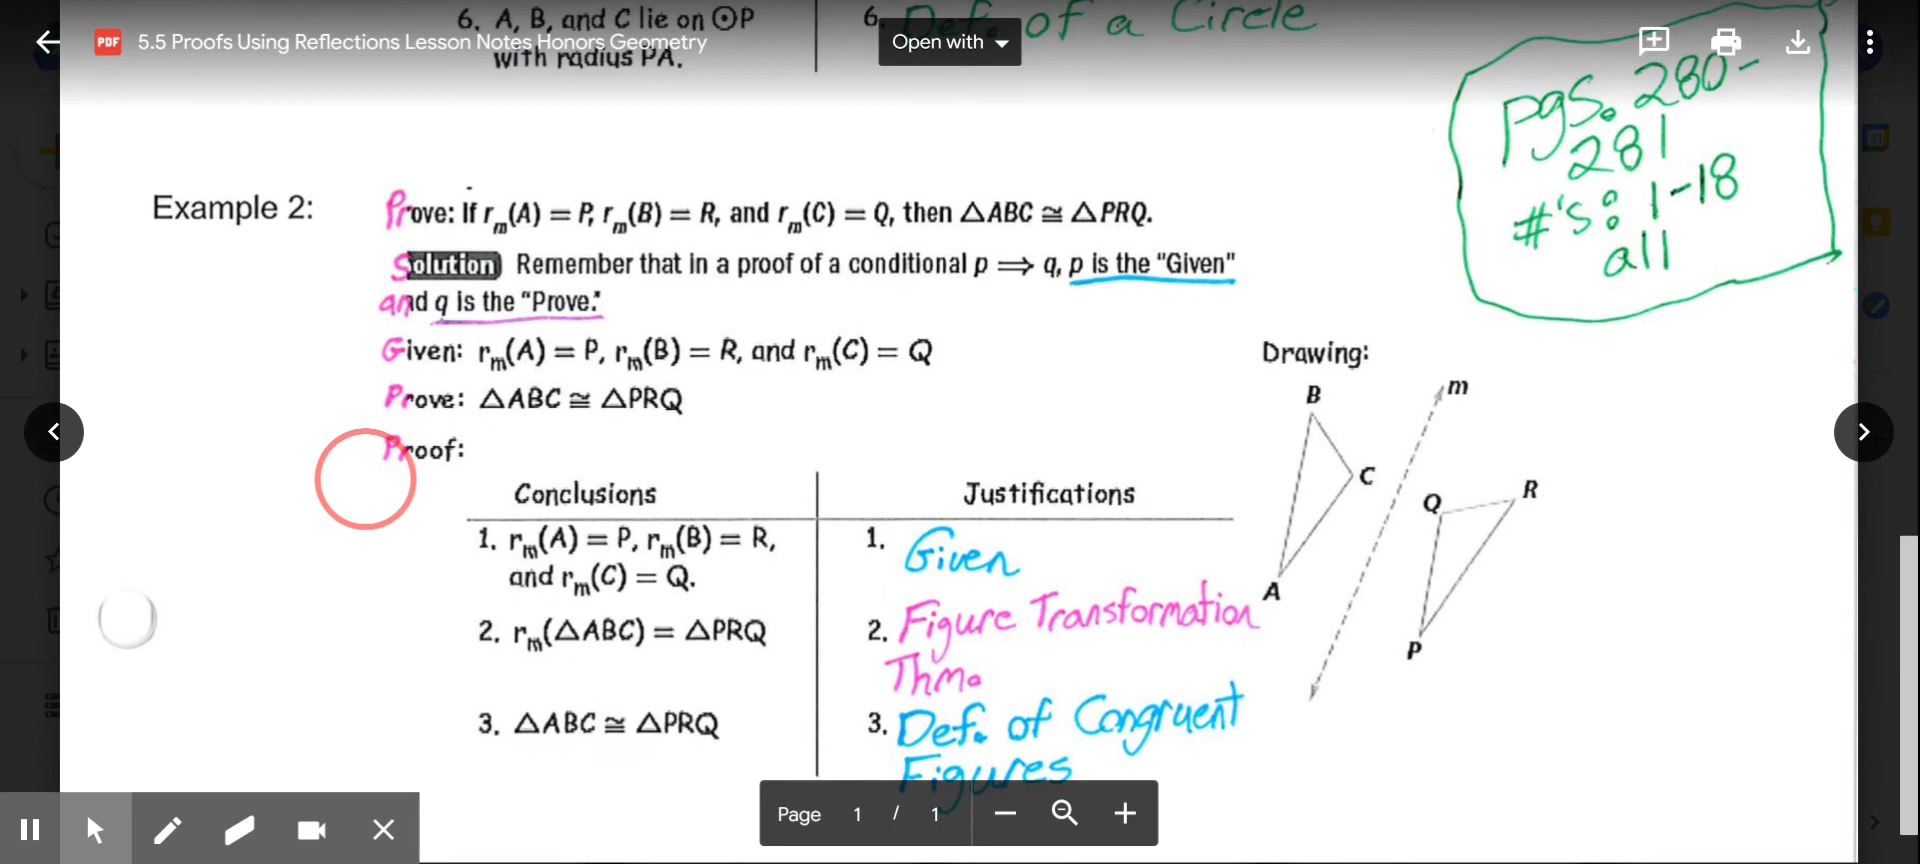 6. A, B, and C lie on ⊙P
with radius PA.
6. Def. of a Circle
PDF 5.5 Proofs Using Reflections Lesson Notes Honors Geometry
Open with
pgs. 280-
281
#'s: 1-18
all
Example 2:
Prove: If rm(A) = P, rm(B) = R, and rm(C) = Q, then △ABC ≅ △PRQ.
Solution Remember that in a proof of a conditional p ⟹ q, p is the "Given"
and q is the "Prove."
Given: rm(A) = P, rm(B) = R, and rm(C) = Q
Prove: △ABC ≅ △PRQ
Proof:
Conclusions
Justifications
1. rm(A) = P, rm(B) = R,
and rm(C) = Q.
1. Given
2. rm(△ABC) = △PRQ
2. Figure Transformation
Thm.
3. △ABC ≅ △PRQ
3. Def. of Congruent
Figures
Drawing:
B
m
C
Q
R
A
P
Page 1 / 1
31